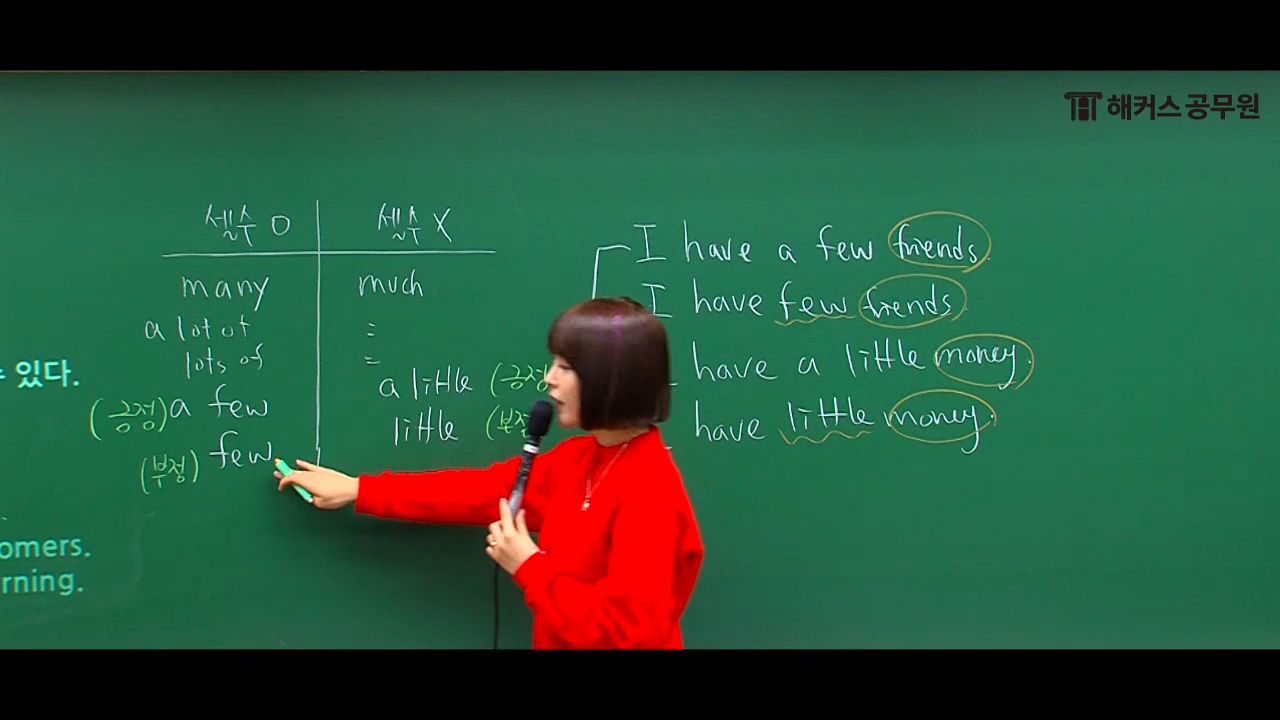 해커스 공무원
셀수 O 셀수 X
many much
a lot of =
lots of =
(긍정) a few a little (긍정
(부정) few little (부정
I have a few friends.
I have few friends.
have a little money.
have little money.
있다.
omers.
rning.